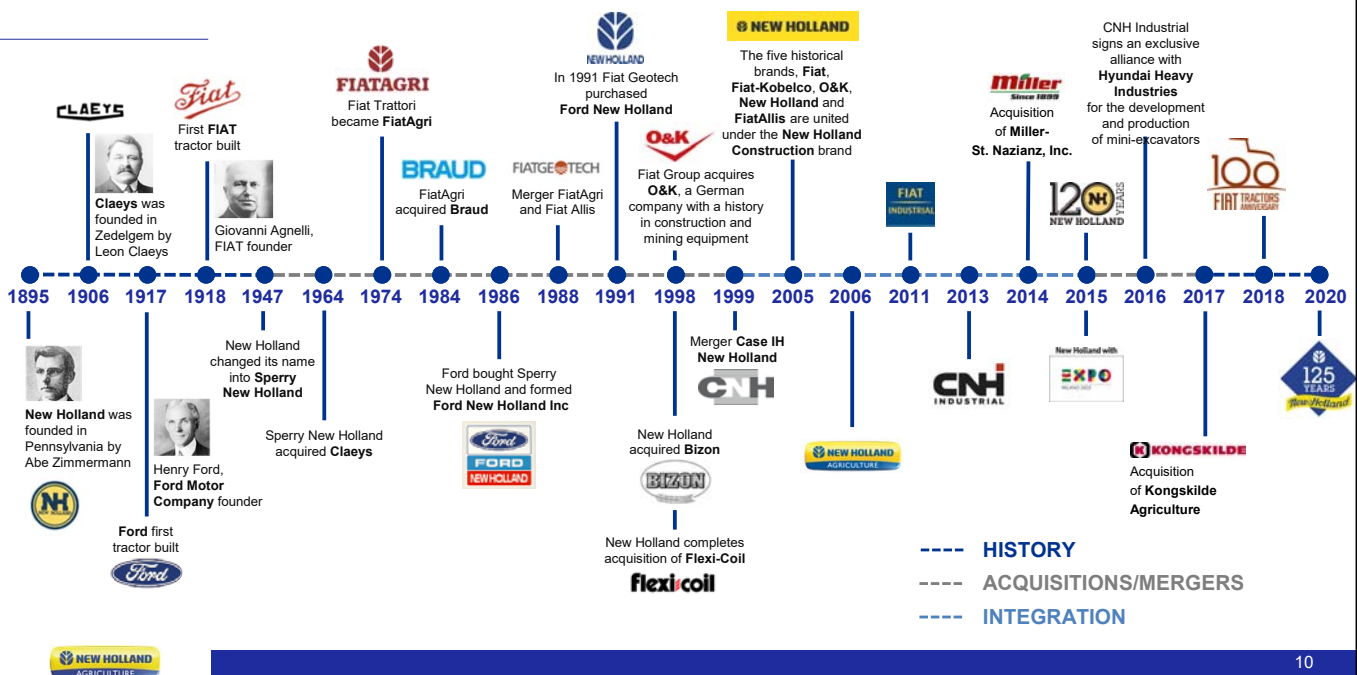 CLAEYS
Claeys was
founded in
Zedelgem by
Leon Claeys
Fiat
First FIAT
tractor built
Giovanni Agnelli,
FIAT founder
FIATAGRI
Fiat Trattori
became FiatAgri
BRAUD
FiatAgri
acquired Braud
FIATGEOTECH
Merger FiatAgri
and Fiat Allis
NEW HOLLAND
In 1991 Fiat Geotech
purchased
Ford New Holland
O&K
Fiat Group acquires
O&K, a German
company with a history
in construction and
mining equipment
NEW HOLLAND
The five historical
brands, Fiat,
Fiat-Kobelco, O&K,
New Holland and
FiatAllis are united
under the New Holland
Construction brand
FIAT
INDUSTRIAL
Miller
Since 1899
Acquisition
of Miller-
St. Nazianz, Inc.
120 NH YEARS
NEW HOLLAND
CNH Industrial
signs an exclusive
alliance with
Hyundai Heavy
Industries
for the development
and production
of mini-excavators
100
FIAT TRACTORS
ANNIVERSARY
1895 1906 1917 1918 1947 1964 1974 1984 1986 1988 1991 1998 1999 2005 2006 2011 2013 2014 2015 2016 2017 2018 2020
New Holland was
founded in
Pennsylvania by
Abe Zimmermann
NH
NEW HOLLAND
Henry Ford,
Ford Motor
Company founder
Ford first
tractor built
Ford
New Holland
changed its name
into Sperry
New Holland
Sperry New Holland
acquired Claeys
Ford bought Sperry
New Holland and formed
Ford New Holland Inc
Ford
FORD
NEW HOLLAND
New Holland
acquired Bizon
BIZON
New Holland completes
acquisition of Flexi-Coil
flexi-coil
Merger Case IH
New Holland
CNH
NEW HOLLAND
AGRICULTURE
CNH
INDUSTRIAL
New Holland with
EXPO
MILANO 2015
KONGSKILDE
Acquisition
of Kongskilde
Agriculture
125
YEARS
New Holland
HISTORY
ACQUISITIONS/MERGERS
INTEGRATION
NEW HOLLAND
AGRICULTURE
10